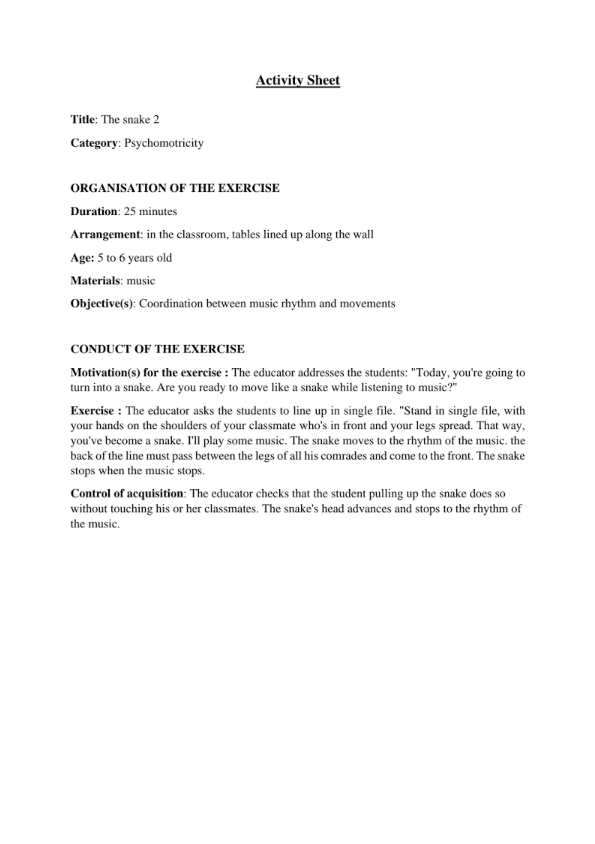 Activity Sheet
Title: The snake 2
Category: Psychomotricity
ORGANISATION OF THE EXERCISE
Duration: 25 minutes
Arrangement: in the classroom, tables lined up along the wall
Age: 5 to 6 years old
Materials: music
Objective(s): Coordination between music rhythm and movements
CONDUCT OF THE EXERCISE
Motivation(s) for the exercise : The educator addresses the students: "Today, you're going to
turn into a snake. Are you ready to move like a snake while listening to music?"
Exercise : The educator asks the students to line up in single file. "Stand in single file, with
your hands on the shoulders of your classmate who's in front and your legs spread. That way,
you've become a snake. I'll play some music. The snake moves to the rhythm of the music. the
back of the line must pass between the legs of all his comrades and come to the front. The snake
stops when the music stops.
Control of acquisition: The educator checks that the student pulling up the snake does so
without touching his or her classmates. The snake's head advances and stops to the rhythm of
the music.